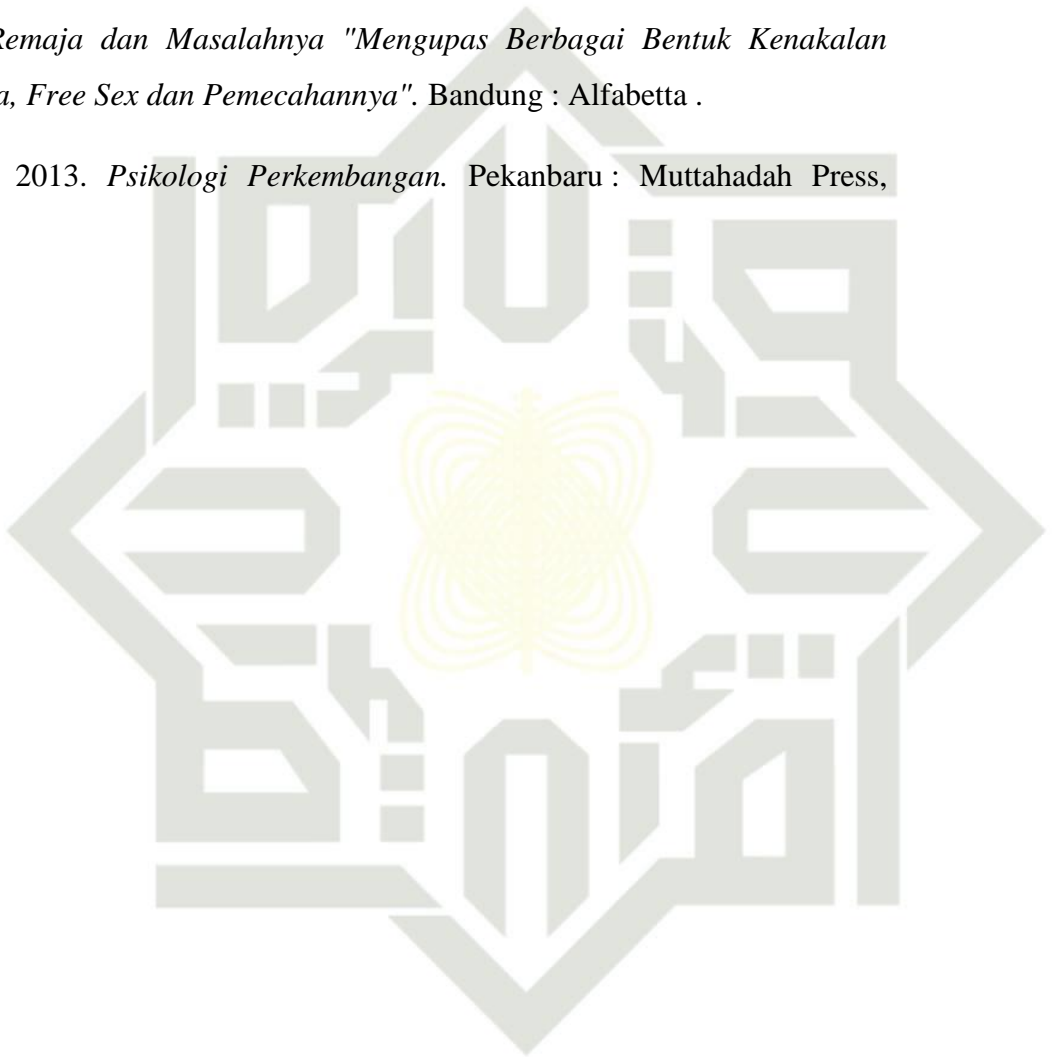 Remaja dan Masalahnya "Mengupas Berbagai Bentuk Kenakalan
a, Free Sex dan Pemecahannya". Bandung : Alfabetta .
2013. Psikologi Perkembangan. Pekanbaru : Muttahadah Press,